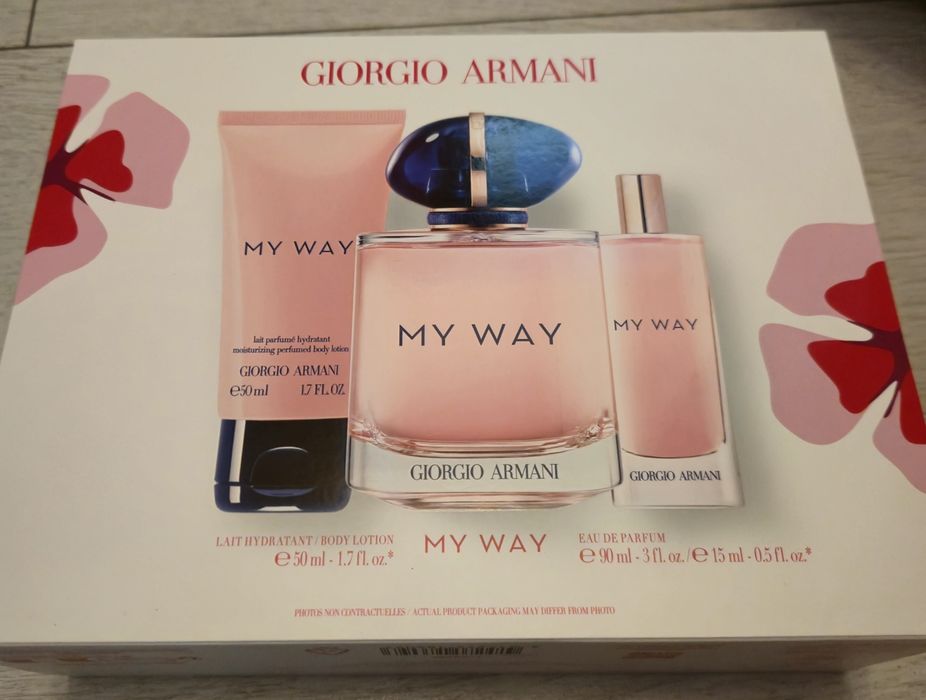 GIORGIO ARMANI
MY WAY
lait parfumé hydratant
moisturizing perfumed body lotion
GIORGIO ARMANI
℮50 ml 1.7 FL. OZ.
MY WAY
GIORGIO ARMANI
MY WAY
GIORGIO ARMANI
LAIT HYDRATANT / BODY LOTION
℮ 50 ml - 1.7 fl. oz.*
MY WAY
EAU DE PARFUM
℮ 90 ml - 3 fl. oz. / ℮ 15 ml - 0.5 fl. oz.*
PHOTOS NON CONTRACTUELLES / ACTUAL PRODUCT PACKAGING MAY DIFFER FROM PHOTO